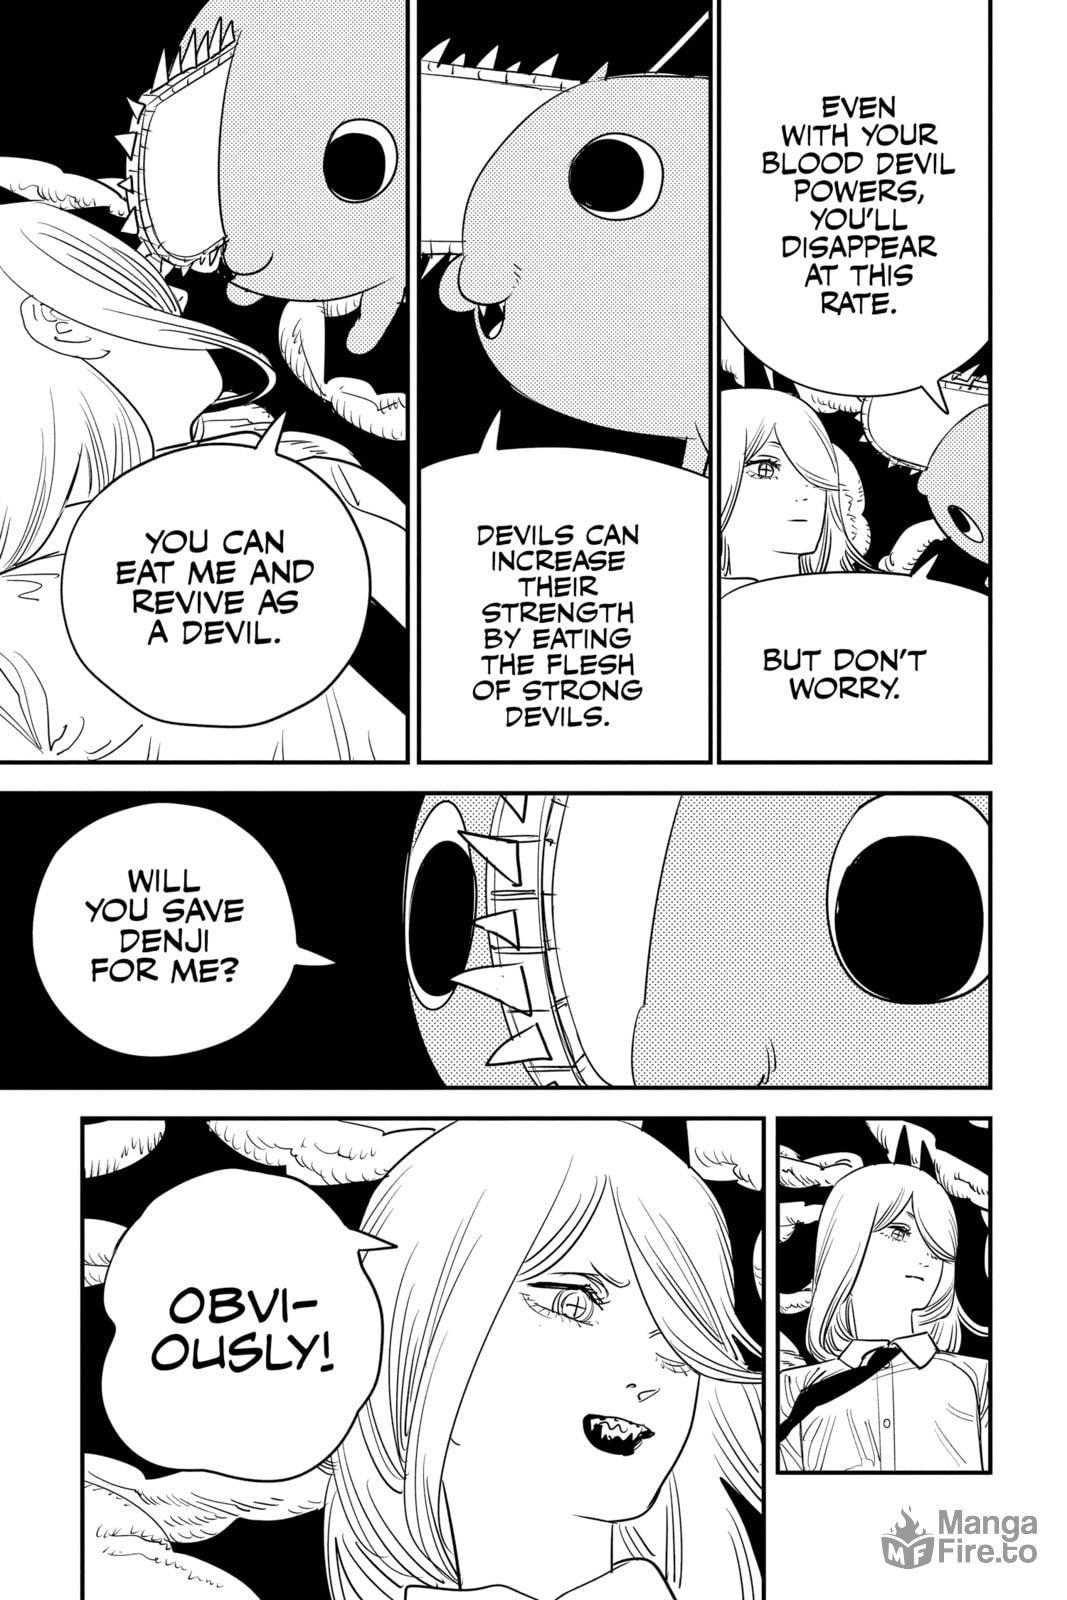 EVEN
WITH YOUR
BLOOD DEVIL
POWERS,
YOU'LL
DISAPPEAR
AT THIS
RATE.
BUT DON'T
WORRY.
DEVILS CAN
INCREASE
THEIR
STRENGTH
BY EATING
THE FLESH
OF STRONG
DEVILS.
YOU CAN
EAT ME AND
REVIVE AS
A DEVIL.
WILL
YOU SAVE
DENJI
FOR ME?
OBVI-
OUSLY!
MF
Manga
Fire.to